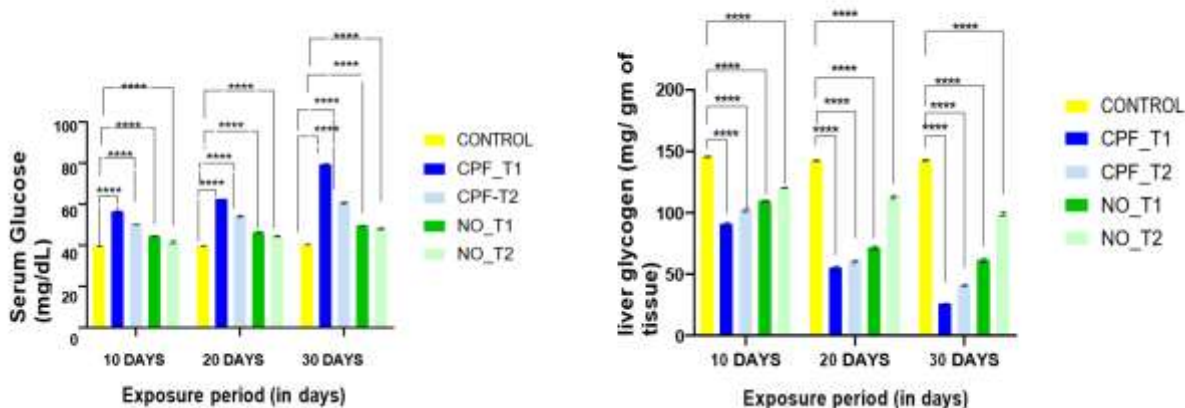 ****
****
****
****
****
****
****
****
****
****
****
****
Serum Glucose
(mg/dL)
100
80
60
40
20
0
10 DAYS 20 DAYS 30 DAYS
Exposure period (in days)
CONTROL
CPF_T1
CPF-T2
NO_T1
NO_T2
****
****
****
****
****
****
****
****
****
****
****
****
liver glycogen (mg/ gm of
tissue)
200
150
100
50
0
10 DAYS 20 DAYS 30 DAYS
Exposure period (in days)
CONTROL
CPF_T1
CPF_T2
NO_T1
NO_T2